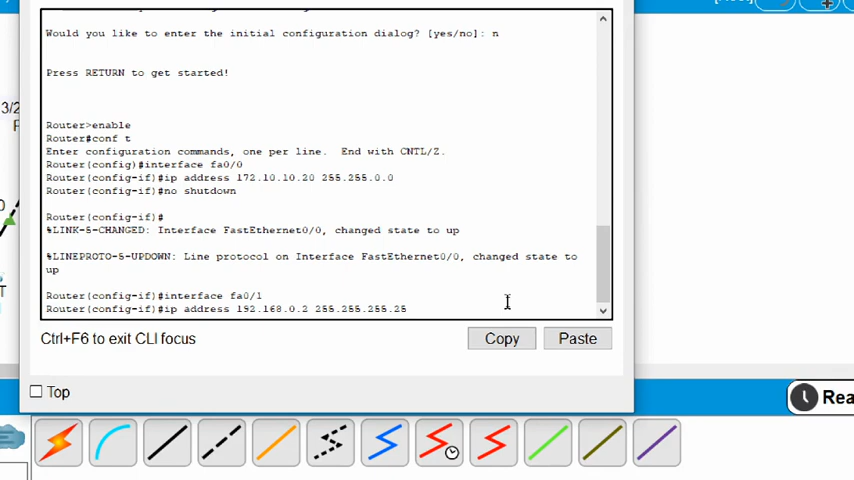 Would you like to enter the initial configuration dialog? [yes/no]: n
Press RETURN to get started!
3/2
Router>enable
Router#conf t
Enter configuration commands, one per line. End with CNTL/Z.
Router(config)#interface fa0/0
Router(config-if)#ip address 172.10.10.20 255.255.0.0
Router(config-if)#no shutdown
Router(config-if)#
%LINK-5-CHANGED: Interface FastEthernet0/0, changed state to up
%LINEPROTO-5-UPDOWN: Line protocol on Interface FastEthernet0/0, changed state to
up
Router(config-if)#interface fa0/1
Router(config-if)#ip address 192.168.0.2 255.255.255.25
Ctrl+F6 to exit CLI focus
Copy
Paste
Top
Rea